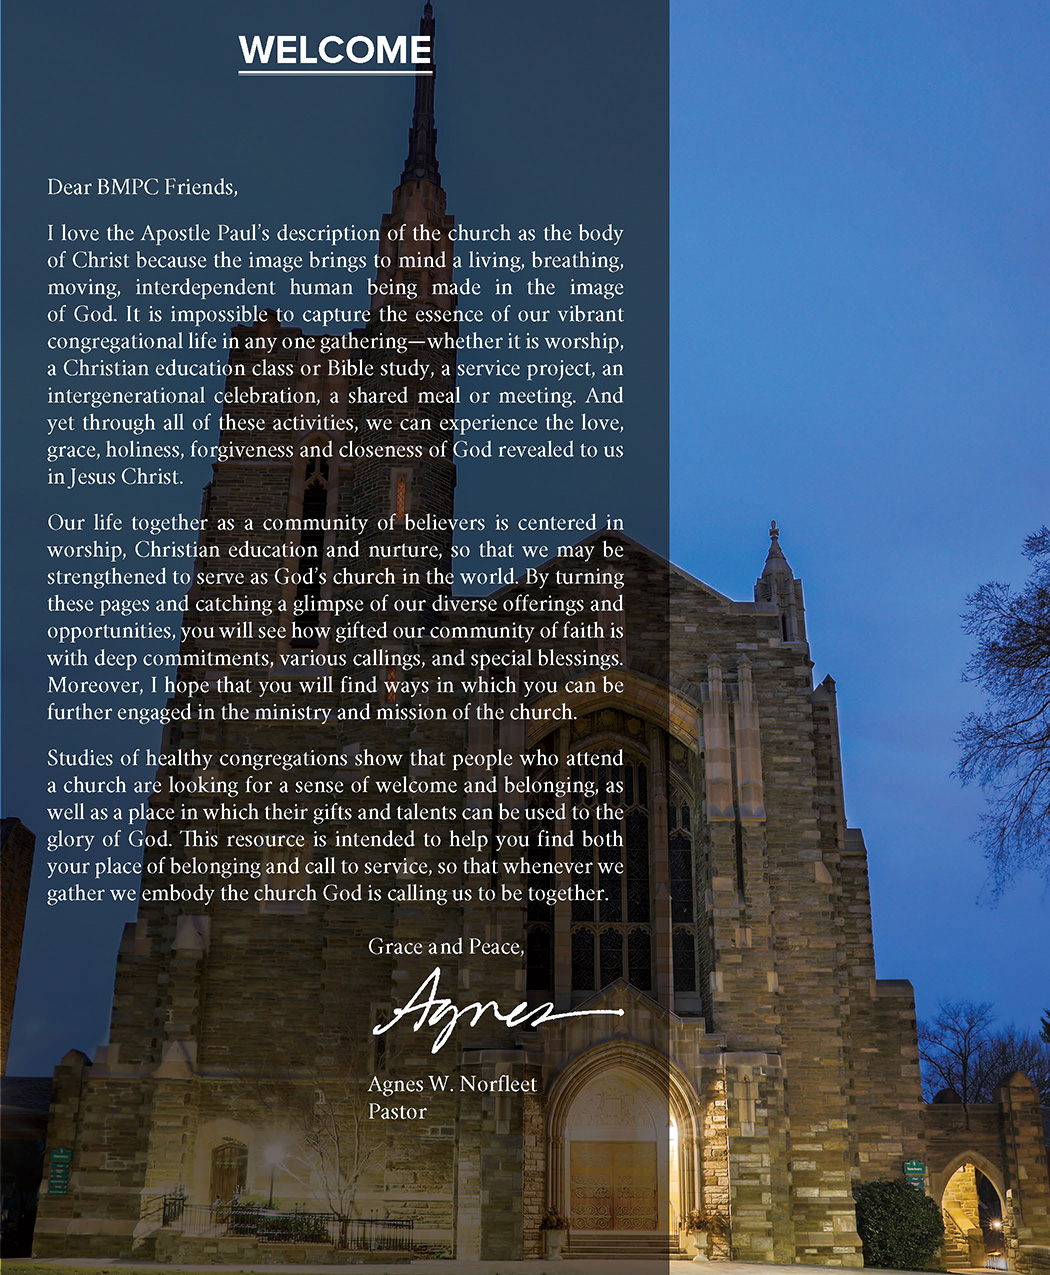 WELCOME
Dear BMPC Friends,
I love the Apostle Paul's description of the church as the body
of Christ because the image brings to mind a living, breathing,
moving, interdependent human being made in the image
of God. It is impossible to capture the essence of our vibrant
congregational life in any one gathering—whether it is worship,
a Christian education class or Bible study, a service project, an
intergenerational celebration, a shared meal or meeting. And
yet through all of these activities, we can experience the love,
grace, holiness, forgiveness and closeness of God revealed to us
in Jesus Christ.
Our life together as a community of believers is centered in
worship, Christian education and nurture, so that we may be
strengthened to serve as God's church in the world. By turning
these pages and catching a glimpse of our diverse offerings and
opportunities, you will see how gifted our community of faith is
with deep commitments, various callings, and special blessings.
Moreover, I hope that you will find ways in which you can be
further engaged in the ministry and mission of the church.
Studies of healthy congregations show that people who attend
a church are looking for a sense of welcome and belonging, as
well as a place in which their gifts and talents can be used to the
glory of God. This resource is intended to help you find both
your place of belonging and call to service, so that whenever we
gather we embody the church God is calling us to be together.
Grace and Peace,
Agnes
Agnes W. Norfleet
Pastor